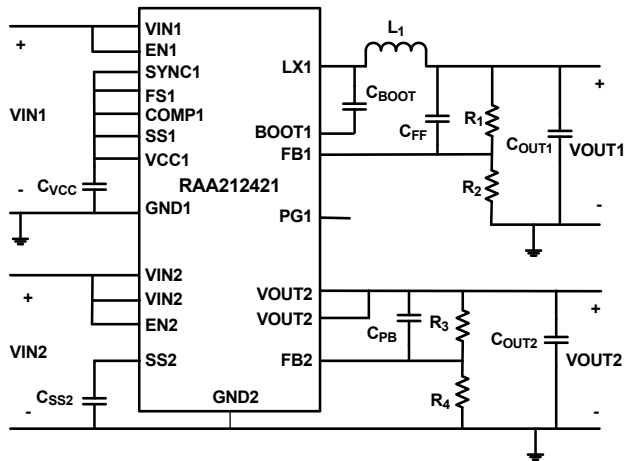 VIN1
EN1
SYNC1
FS1
COMP1
SS1
VCC1
GND1
VIN2
VIN2
EN2
SS2
RAA212421
GND2
LX1
BOOT1
FB1
PG1
VOUT2
VOUT2
FB2
+
VIN1
-
CVCC
+
VIN2
-
CSS2
L1
CBOOT
CFF
R1
R2
COUT1
+
VOUT1
-
CPB
R3
R4
COUT2
+
VOUT2
-